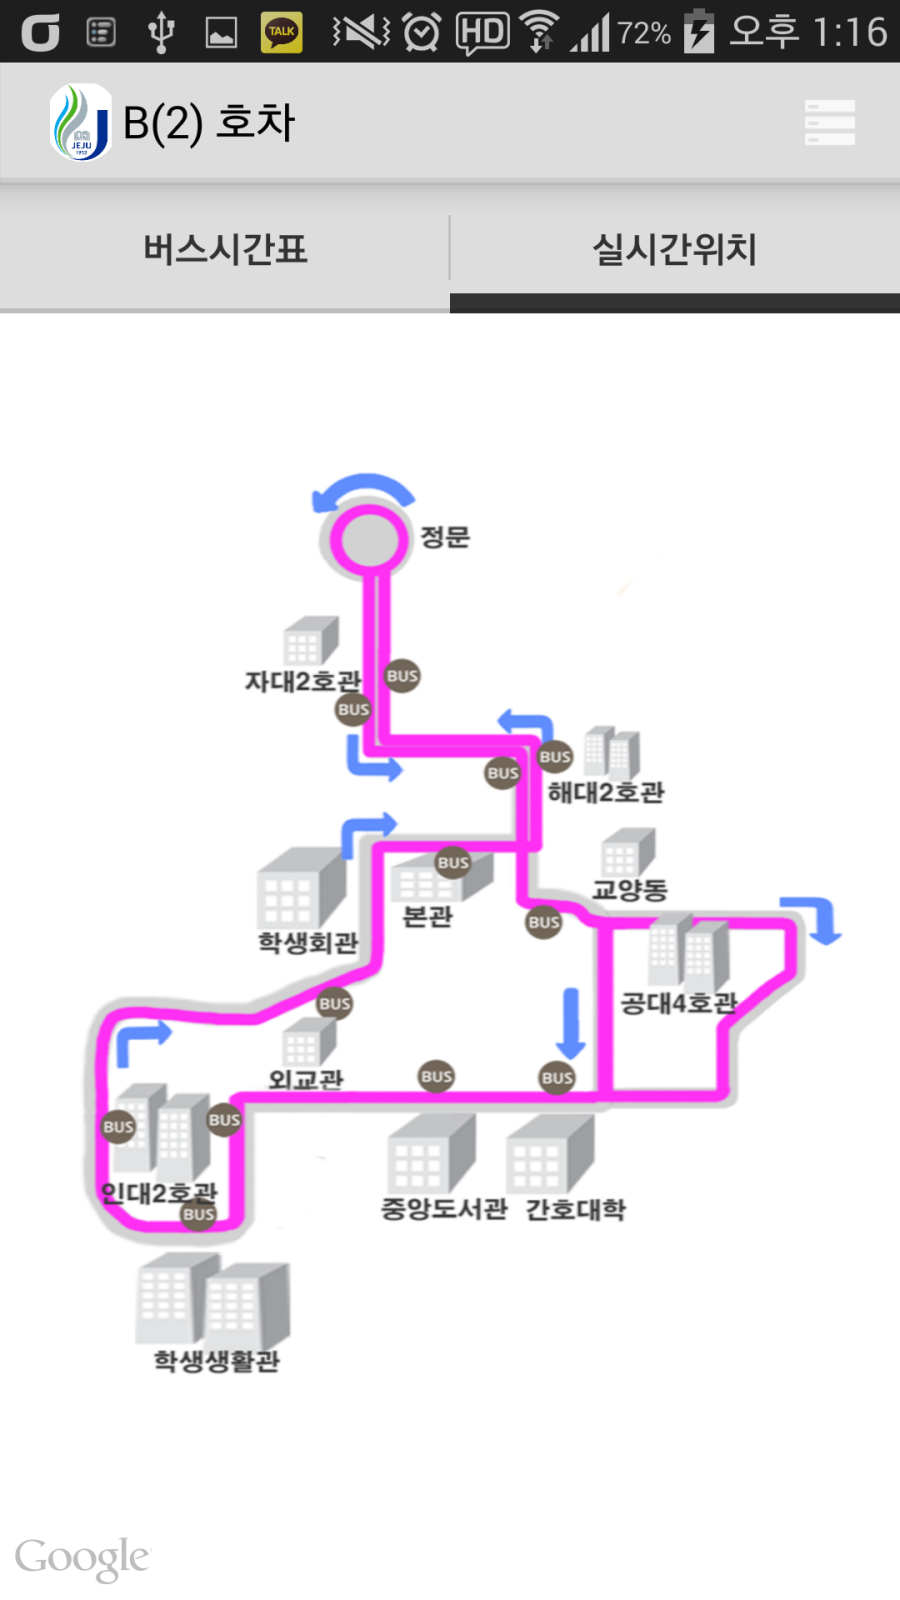 TALK
HD
72%
오후 1:16
JEJU
1952
B(2) 호차
버스시간표
실시간위치
정문
BUS
자대2호관
BUS
BUS
BUS
해대2호관
BUS
교양동
본관
BUS
학생회관
BUS
공대4호관
외교관
BUS
BUS
BUS
BUS
인대2호관
BUS
중앙도서관
간호대학
학생생활관
Google